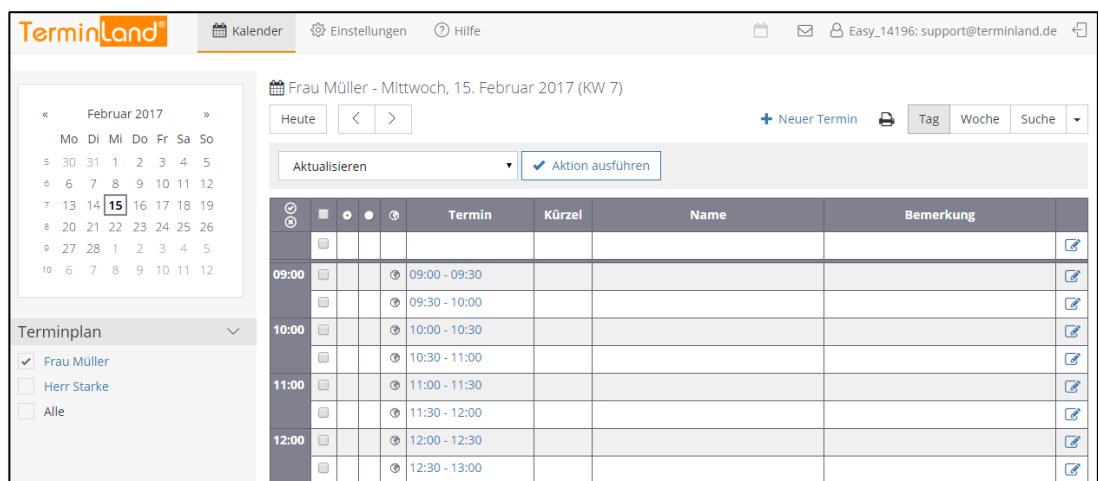 TerminLand® Kalender Einstellungen ? Hilfe Easy_14196: support@terminland.de
« Februar 2017 »
Mo Di Mi Do Fr Sa So
5 30 31 1 2 3 4 5
6 6 7 8 9 10 11 12
7 13 14 15 16 17 18 19
8 20 21 22 23 24 25 26
9 27 28 1 2 3 4 5
10 6 7 8 9 10 11 12
Terminplan
Frau Müller
Herr Starke
Alle
Frau Müller - Mittwoch, 15. Februar 2017 (KW 7)
Heute < > + Neuer Termin Tag Woche Suche
Aktualisieren Aktion ausführen
Termin Kürzel Name Bemerkung
09:00 09:00 - 09:30
09:30 - 10:00
10:00 10:00 - 10:30
10:30 - 11:00
11:00 11:00 - 11:30
11:30 - 12:00
12:00 12:00 - 12:30
12:30 - 13:00